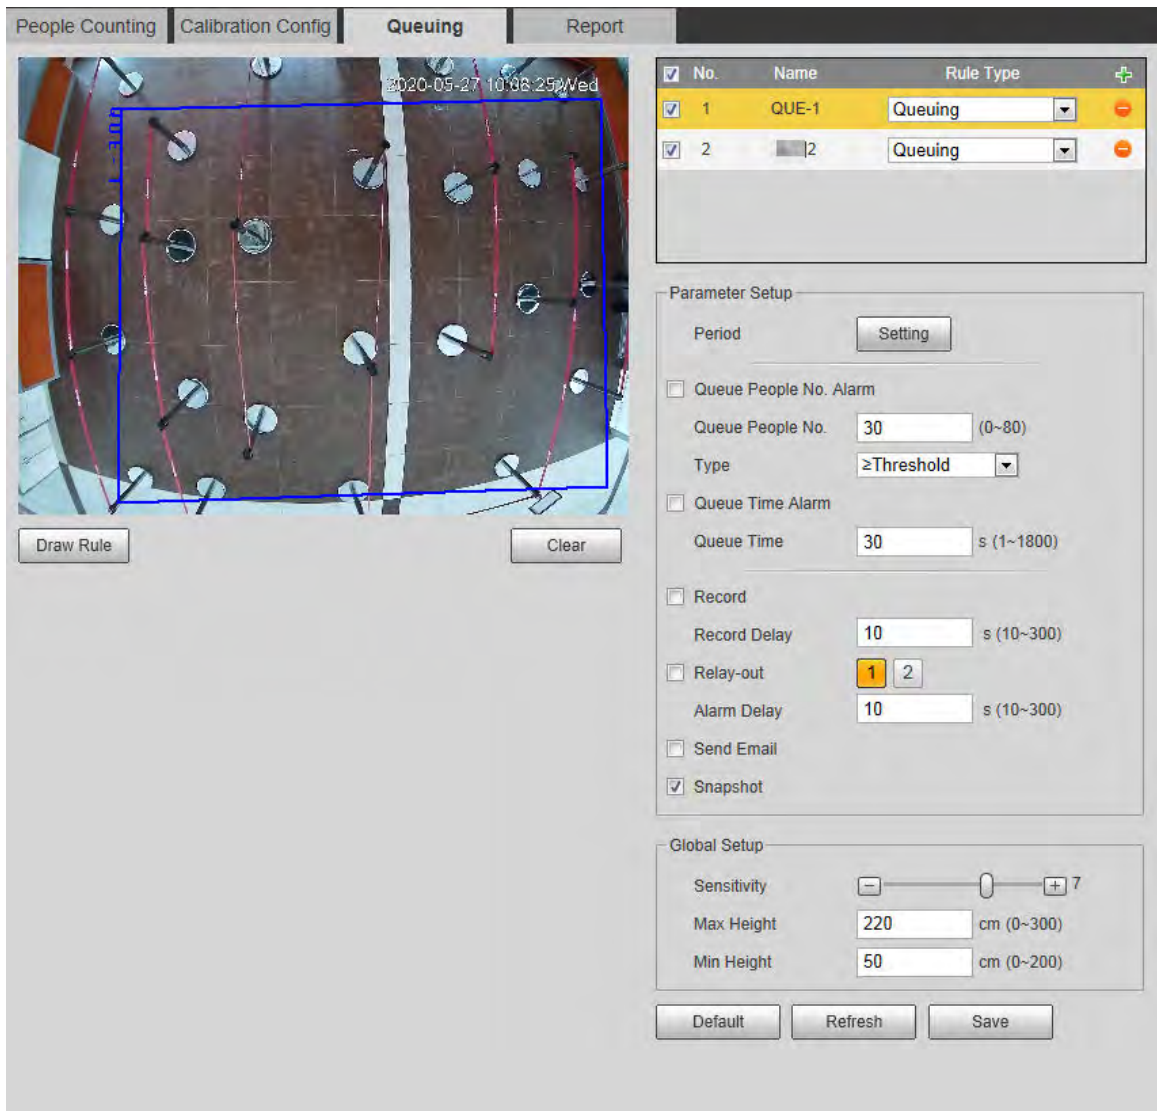 People Counting Calibration Config Queuing Report
2020-05-27 10:08:25 Wed
QUE-1
No. Name Rule Type
1 QUE-1 Queuing
2 2 Queuing
Draw Rule Clear
Parameter Setup
Period Setting
Queue People No. Alarm
Queue People No. 30 (0~80)
Type ≥Threshold
Queue Time Alarm
Queue Time 30 s (1~1800)
Record
Record Delay 10 s (10~300)
Relay-out 1 2
Alarm Delay 10 s (10~300)
Send Email
Snapshot
Global Setup
Sensitivity 7
Max Height 220 cm (0~300)
Min Height 50 cm (0~200)
Default Refresh Save